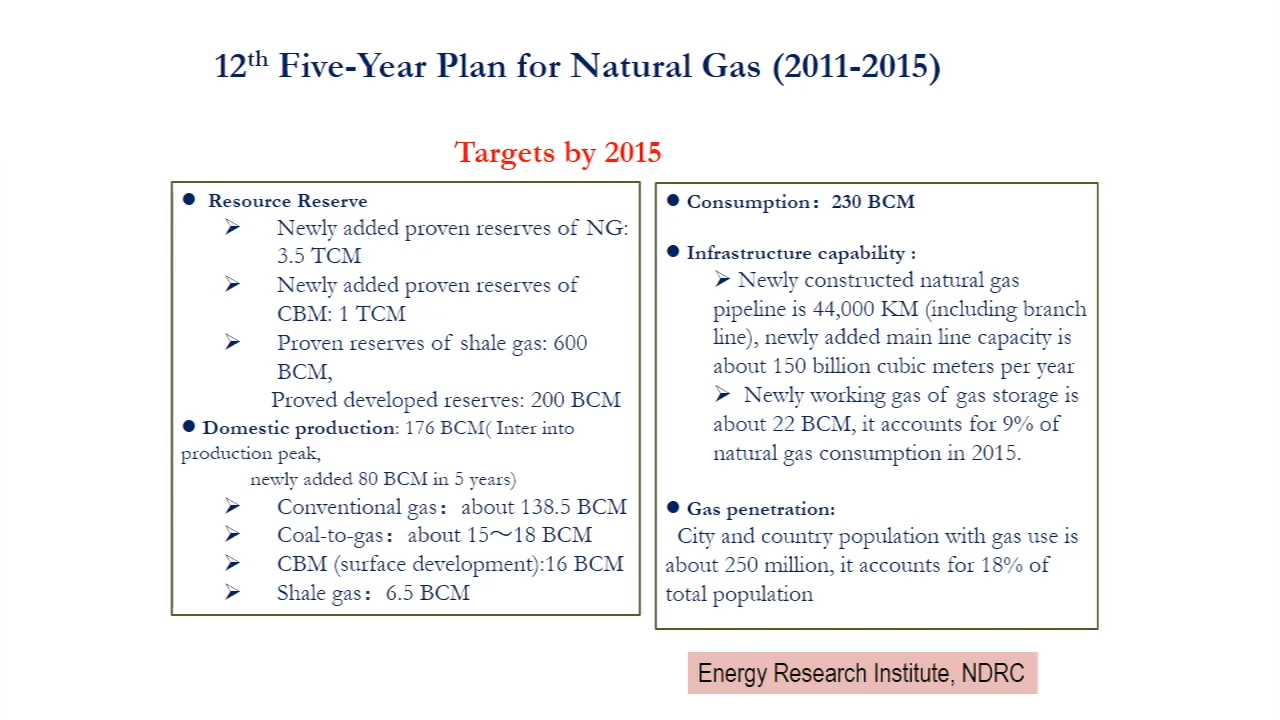 12th Five-Year Plan for Natural Gas (2011-2015)
Targets by 2015
● Resource Reserve
➢ Newly added proven reserves of NG:
3.5 TCM
➢ Newly added proven reserves of
CBM: 1 TCM
➢ Proven reserves of shale gas: 600
BCM,
Proved developed reserves: 200 BCM
● Domestic production: 176 BCM( Inter into
production peak,
newly added 80 BCM in 5 years)
➢ Conventional gas：about 138.5 BCM
➢ Coal-to-gas：about 15～18 BCM
➢ CBM (surface development):16 BCM
➢ Shale gas：6.5 BCM
● Consumption：230 BCM
● Infrastructure capability :
➢ Newly constructed natural gas
pipeline is 44,000 KM (including branch
line), newly added main line capacity is
about 150 billion cubic meters per year
➢ Newly working gas of gas storage is
about 22 BCM, it accounts for 9% of
natural gas consumption in 2015.
● Gas penetration:
City and country population with gas use is
about 250 million, it accounts for 18% of
total population
Energy Research Institute, NDRC